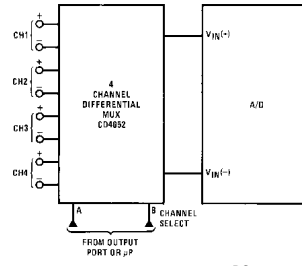 CH1
+
−
CH2
+
−
CH3
+
−
CH4
+
−
4
CHANNEL
DIFFERENTIAL
MUX
CD4052
VIN(+)
VIN(−)
A/D
A
B
CHANNEL
SELECT
FROM OUTPUT
PORT OR µP